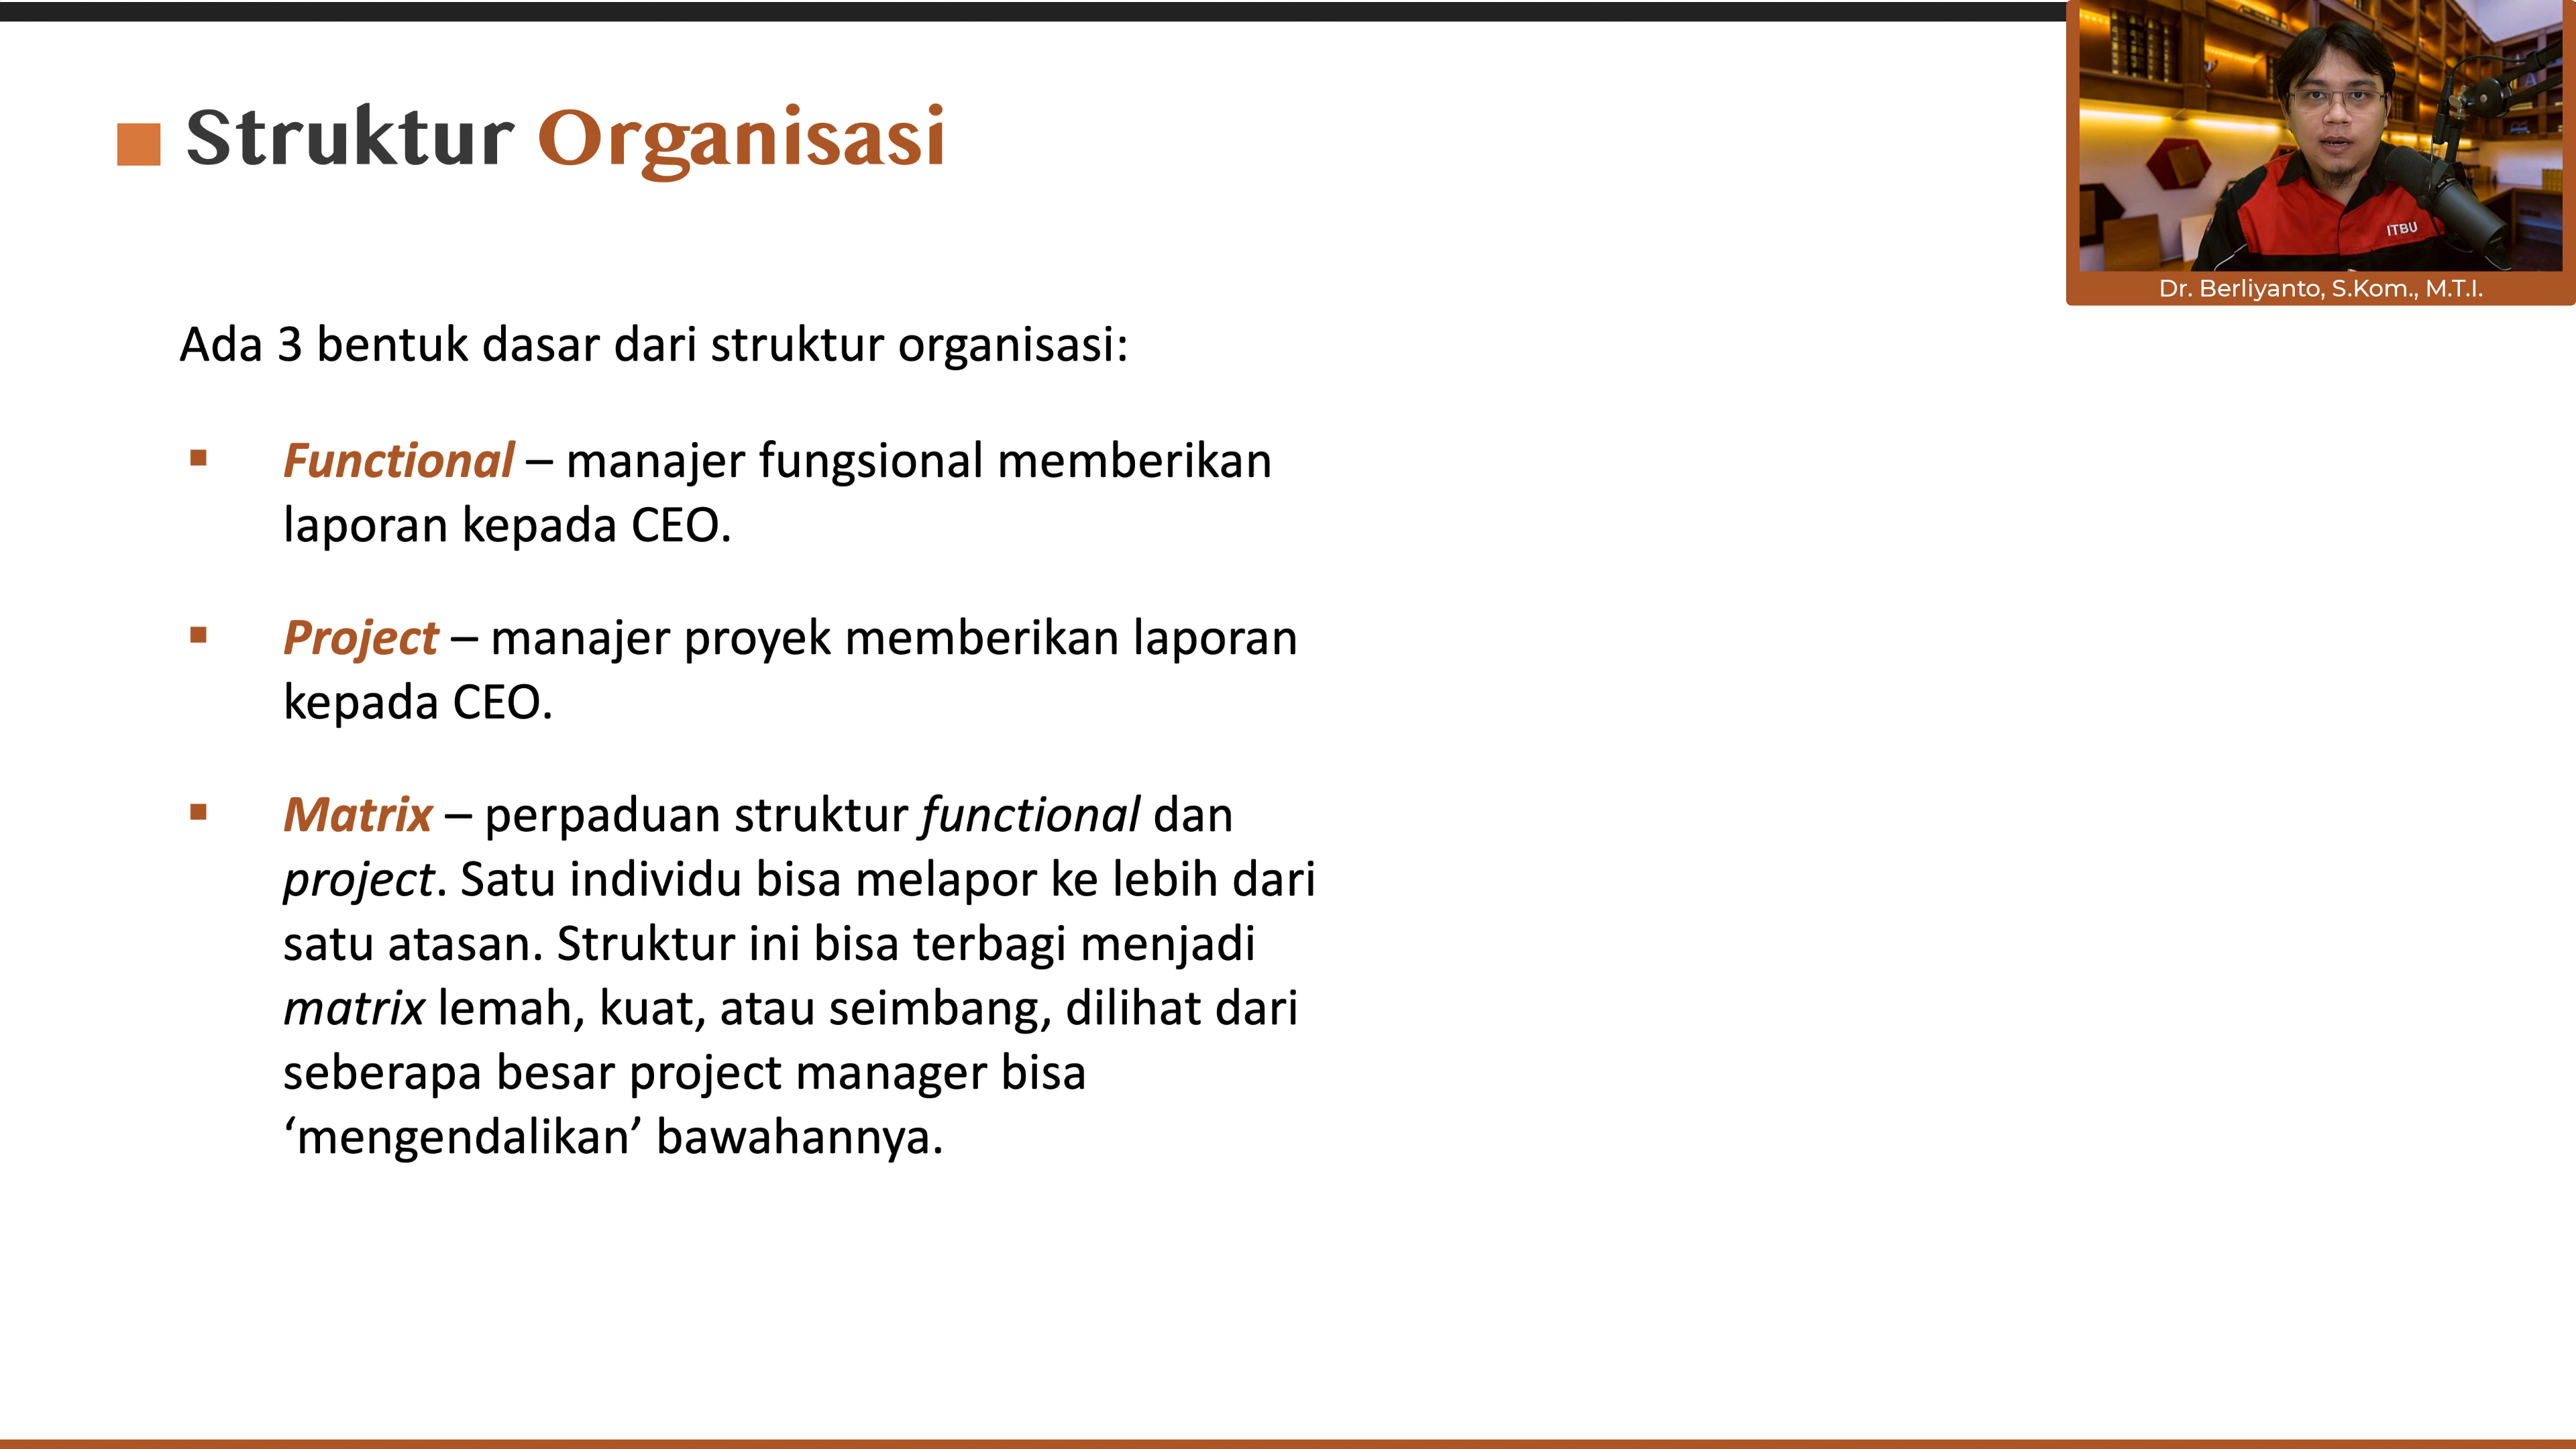 Struktur Organisasi
ITBU
Dr. Berliyanto, S.Kom., M.T.I.
Ada 3 bentuk dasar dari struktur organisasi:
▪ Functional – manajer fungsional memberikan
laporan kepada CEO.
▪ Project – manajer proyek memberikan laporan
kepada CEO.
▪ Matrix – perpaduan struktur functional dan
project. Satu individu bisa melapor ke lebih dari
satu atasan. Struktur ini bisa terbagi menjadi
matrix lemah, kuat, atau seimbang, dilihat dari
seberapa besar project manager bisa
‘mengendalikan’ bawahannya.